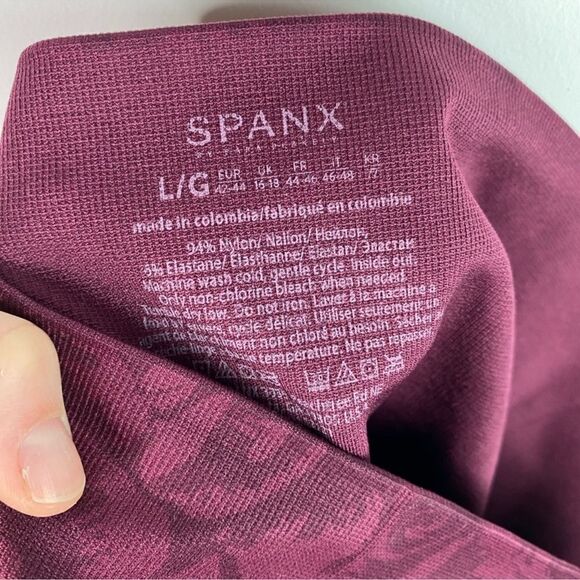 SPANX
L/G EUR 42-44 UK 16-18 FR 44-46 IT 46-48 KR 77
made in colombia/fabriqué en colombie
94% Nylon/ Nailon/ Нейлон,
6% Elastane/ Elasthanne/ Elastan/ Эластан
Machine wash cold, gentle cycle. Inside out.
Only non-chlorine bleach when needed.
Tumble dry low. Do not iron. Laver à la machine à
cycle délicat. Utiliser seulement un
agent de blanchiment non chloré au besoin. Sécher
température. Ne pas repasser